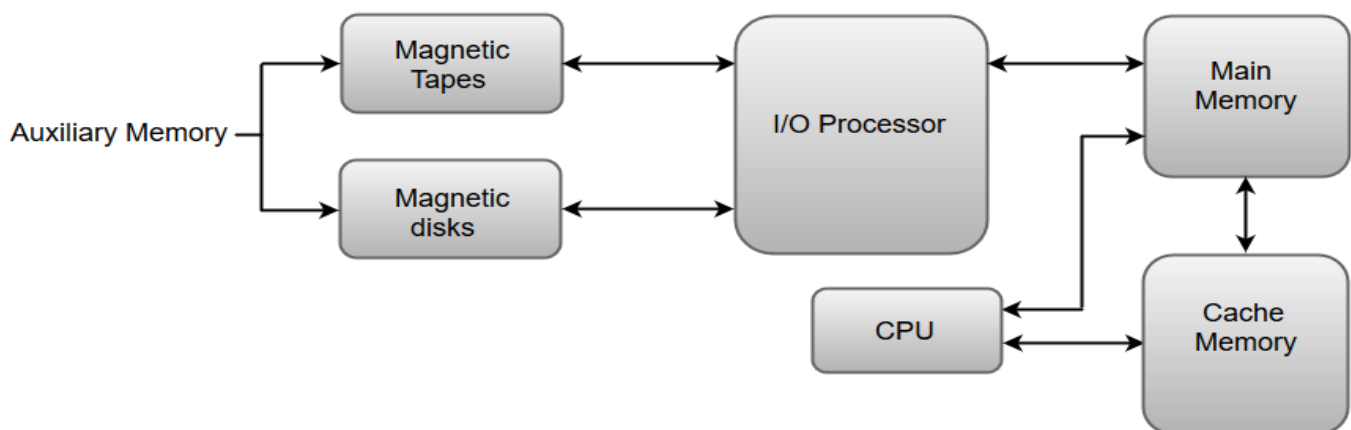 Magnetic
Tapes
Auxiliary Memory
Magnetic
disks
I/O Processor
Main
Memory
CPU
Cache
Memory